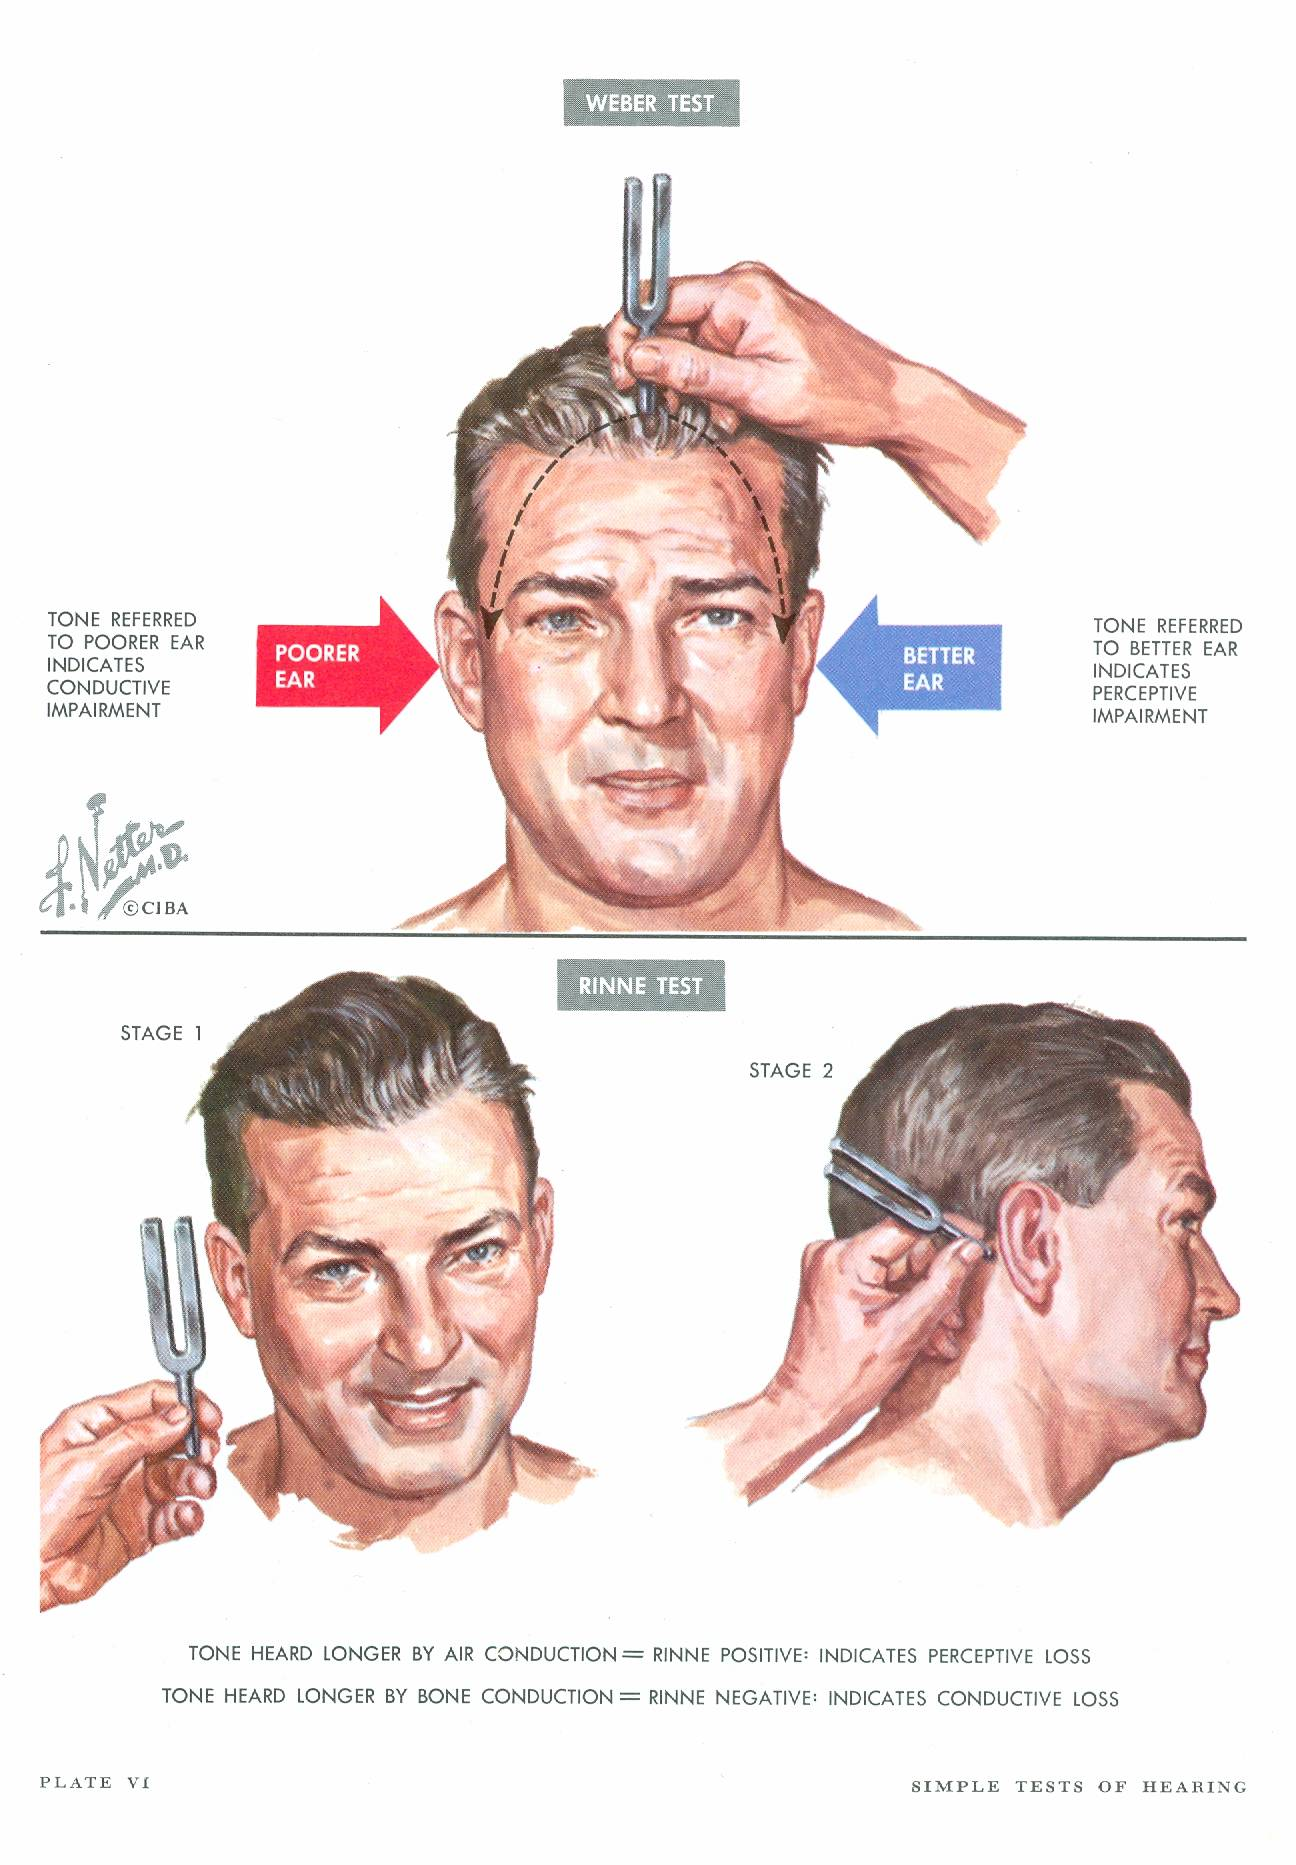 WEBER TEST
TONE REFERRED
TO POORER EAR
INDICATES
CONDUCTIVE
IMPAIRMENT
POORER
EAR
BETTER
EAR
TONE REFERRED
TO BETTER EAR
INDICATES
PERCEPTIVE
IMPAIRMENT
F. Netter
M.D.
© CIBA
RINNE TEST
STAGE 1
STAGE 2
TONE HEARD LONGER BY AIR CONDUCTION = RINNE POSITIVE: INDICATES PERCEPTIVE LOSS
TONE HEARD LONGER BY BONE CONDUCTION = RINNE NEGATIVE: INDICATES CONDUCTIVE LOSS
PLATE VI
SIMPLE TESTS OF HEARING